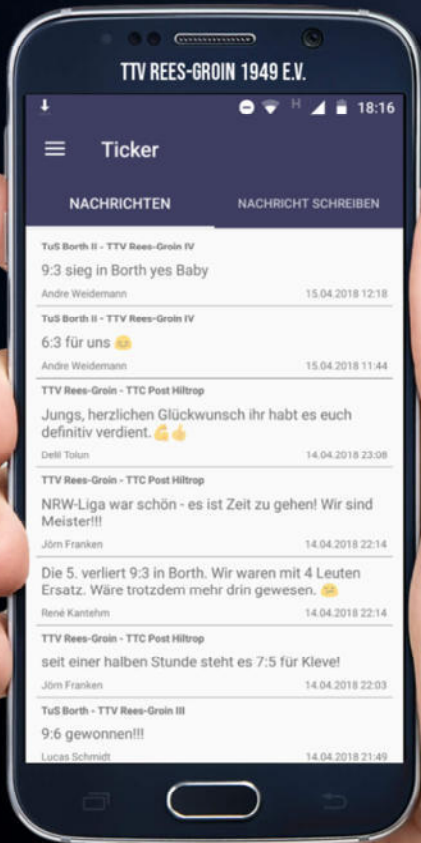 TTV REES-GROIN 1949 E.V.
H 18:16
Ticker
NACHRICHTEN NACHRICHT SCHREIBEN
TuS Borth II - TTV Rees-Groin IV
9:3 sieg in Borth yes Baby
Andre Weidemann 15.04.2018 12:18
TuS Borth II - TTV Rees-Groin IV
6:3 für uns 😊
Andre Weidemann 15.04.2018 11:44
TTV Rees-Groin - TTC Post Hiltrop
Jungs, herzlichen Glückwunsch ihr habt es euch
definitiv verdient.💪👍
Delil Tolun 14.04.2018 23:08
TTV Rees-Groin - TTC Post Hiltrop
NRW-Liga war schön - es ist Zeit zu gehen! Wir sind
Meister!!!
Jörn Franken 14.04.2018 22:14
Die 5. verliert 9:3 in Borth. Wir waren mit 4 Leuten
Ersatz. Wäre trotzdem mehr drin gewesen. 😕
René Kantehm 14.04.2018 22:14
TTV Rees-Groin - TTC Post Hiltrop
seit einer halben Stunde steht es 7:5 für Kleve!
Jörn Franken 14.04.2018 22:03
TuS Borth - TTV Rees-Groin III
9:6 gewonnen!!!
Lucas Schmidt 14.04.2018 21:49